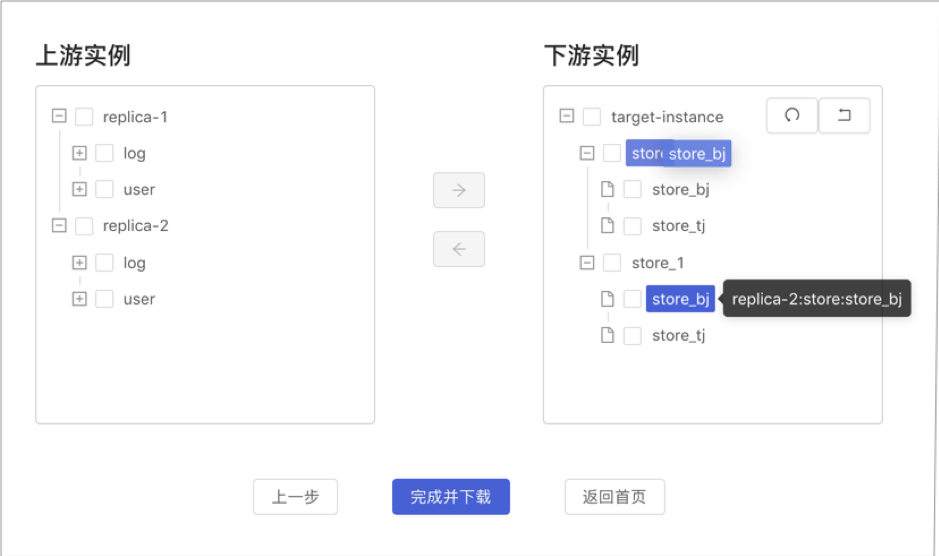 上游实例
replica-1
log
user
replica-2
log
user
下游实例
target-instance
store_bj
store_bj
store_tj
store_1
store_bj
replica-2:store:store_bj
store_tj
上一步
完成并下载
返回首页